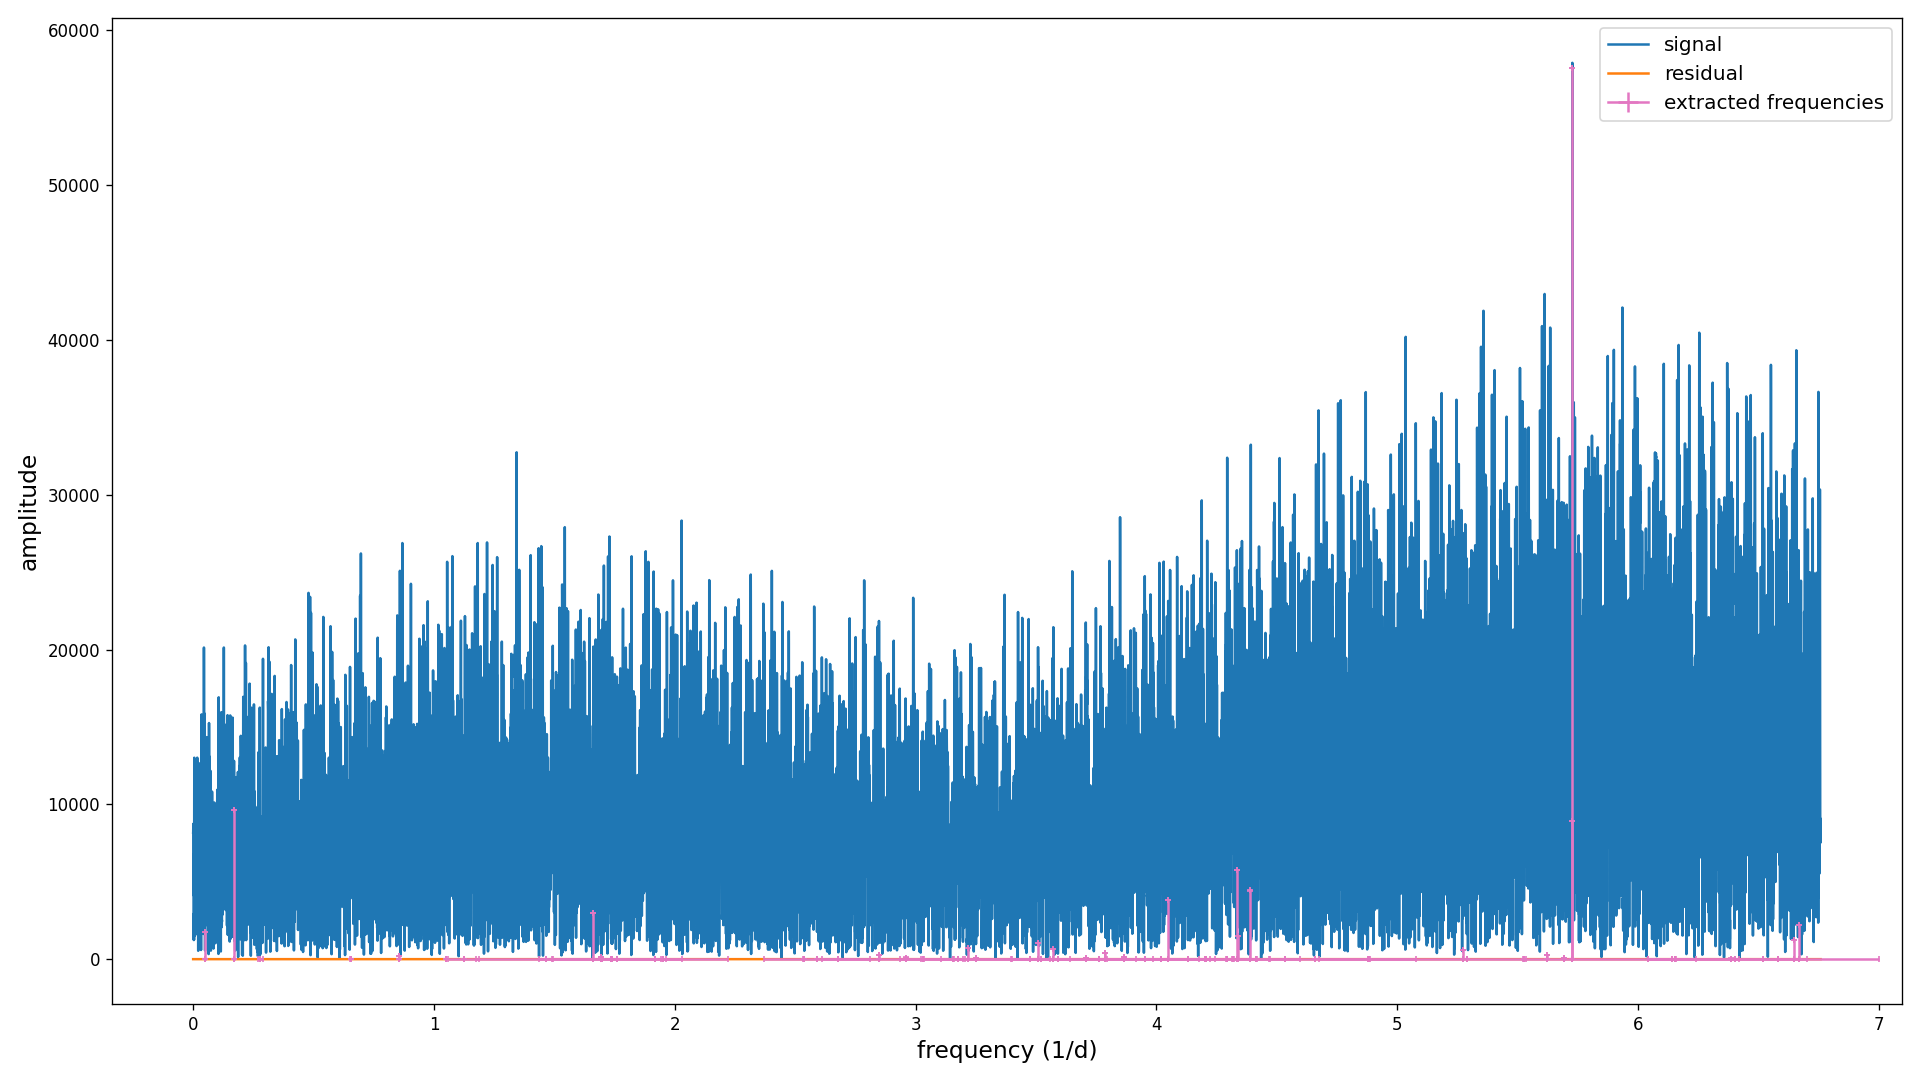 60000
50000
40000
30000
20000
10000
0
amplitude
signal
residual
extracted frequencies
0 1 2 3 4 5 6 7
frequency (1/d)